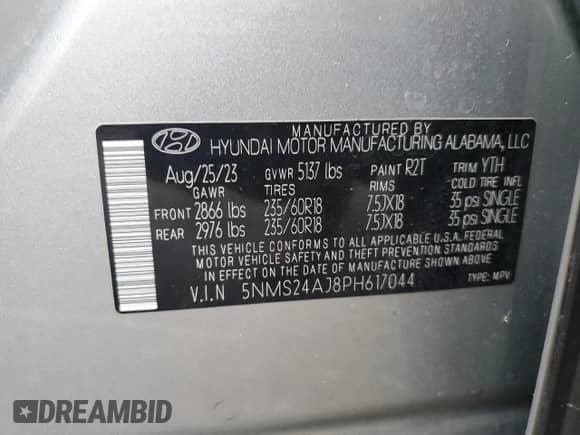 MANUFACTURED BY
HYUNDAI MOTOR MANUFACTURING ALABAMA, LLC
Aug/25/23 GVWR 5137 lbs PAINT R2T TRIM YTH
GAWR TIRES RIMS COLD TIRE INFL
FRONT 2866 lbs 235/60R18 7.5JX18 35 psi SINGLE
REAR 2976 lbs 235/60R18 7.5JX18 35 psi SINGLE
THIS VEHICLE CONFORMS TO ALL APPLICABLE U.S.A. FEDERAL
MOTOR VEHICLE SAFETY AND THEFT PREVENTION STANDARDS
IN EFFECT ON THE DATE OF MANUFACTURE SHOWN ABOVE.
V.I.N 5NMS24AJ8PH617044 TYPE: MPV
DREAMBID